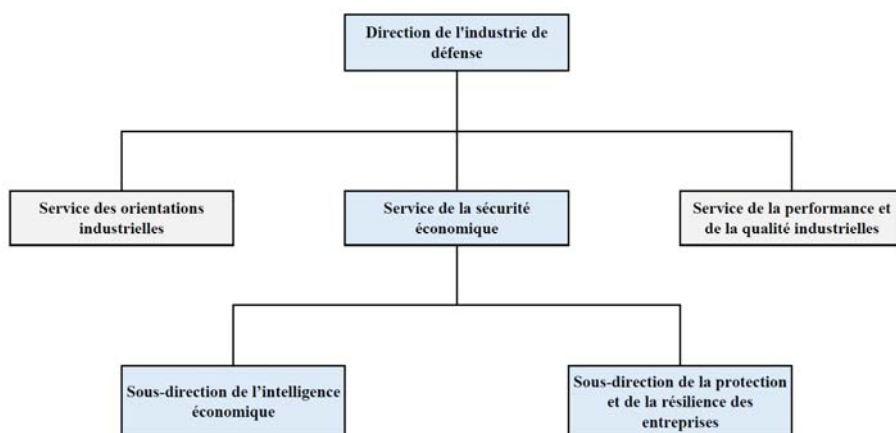 Direction de l'industrie de
défense
Service des orientations
industrielles
Service de la sécurité
économique
Service de la performance et
de la qualité industrielles
Sous-direction de l’intelligence
économique
Sous-direction de la protection
et de la résilience des
entreprises